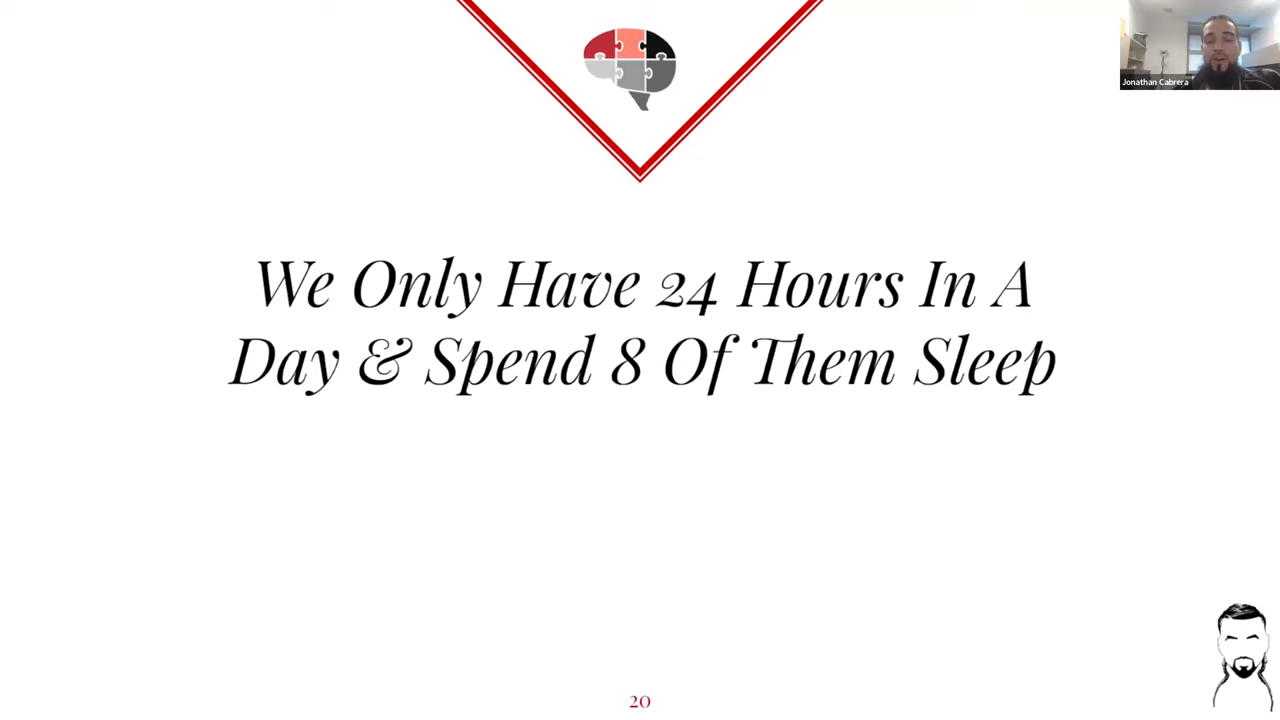 Jonathan Cabrera
We Only Have 24 Hours In A
Day & Spend 8 Of Them Sleep
20